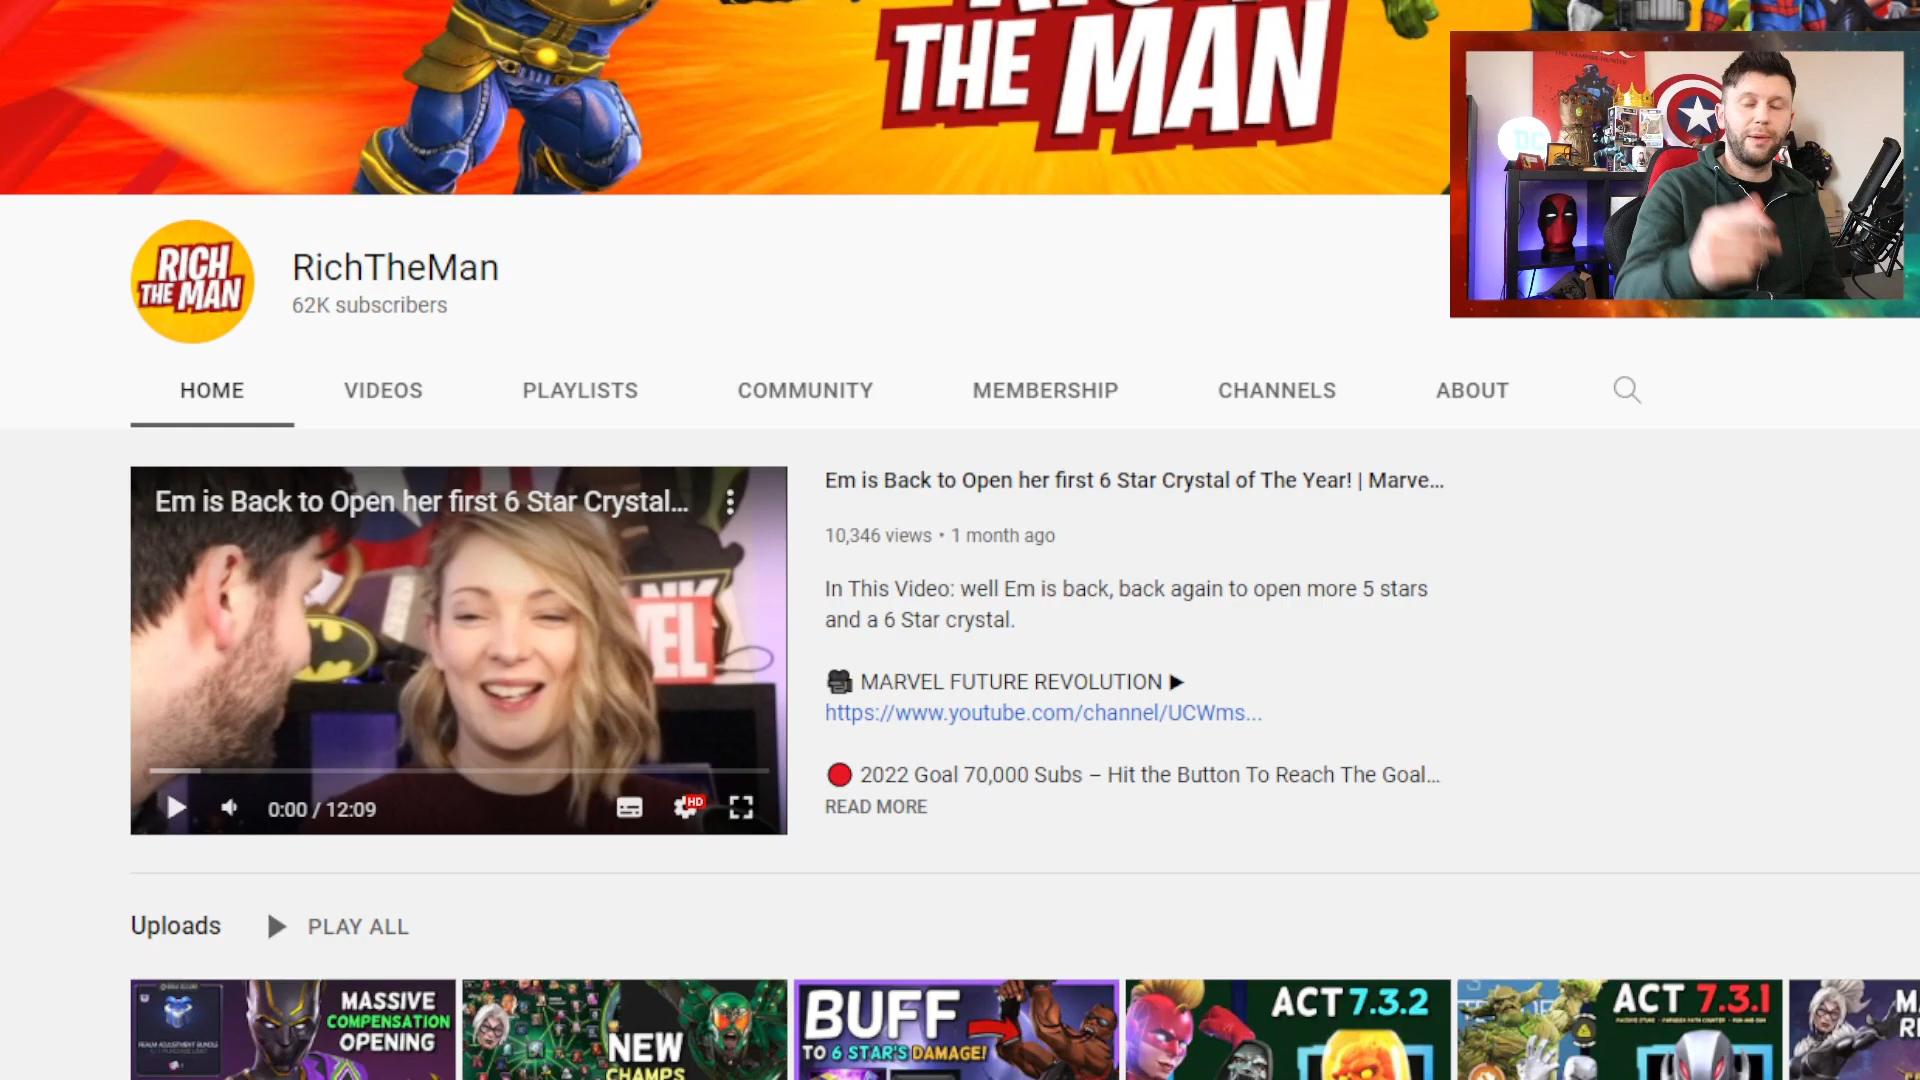 THE MAN
RICH
THE MAN
RichTheMan
62K subscribers
HOME
VIDEOS
PLAYLISTS
COMMUNITY
MEMBERSHIP
CHANNELS
ABOUT
Em is Back to Open her first 6 Star Crystal...
0:00 / 12:09
HD
Em is Back to Open her first 6 Star Crystal of The Year! | Marve...
10,346 views • 1 month ago
In This Video: well Em is back, back again to open more 5 stars
and a 6 Star crystal.
MARVEL FUTURE REVOLUTION
https://www.youtube.com/channel/UCWms...
2022 Goal 70,000 Subs – Hit the Button To Reach The Goal...
READ MORE
Uploads
PLAY ALL
MASSIVE
COMPENSATION
OPENING
NEW
CHAMPS
BUFF
TO 6 STAR'S DAMAGE!
ACT 7.3.2
ACT 7.3.1